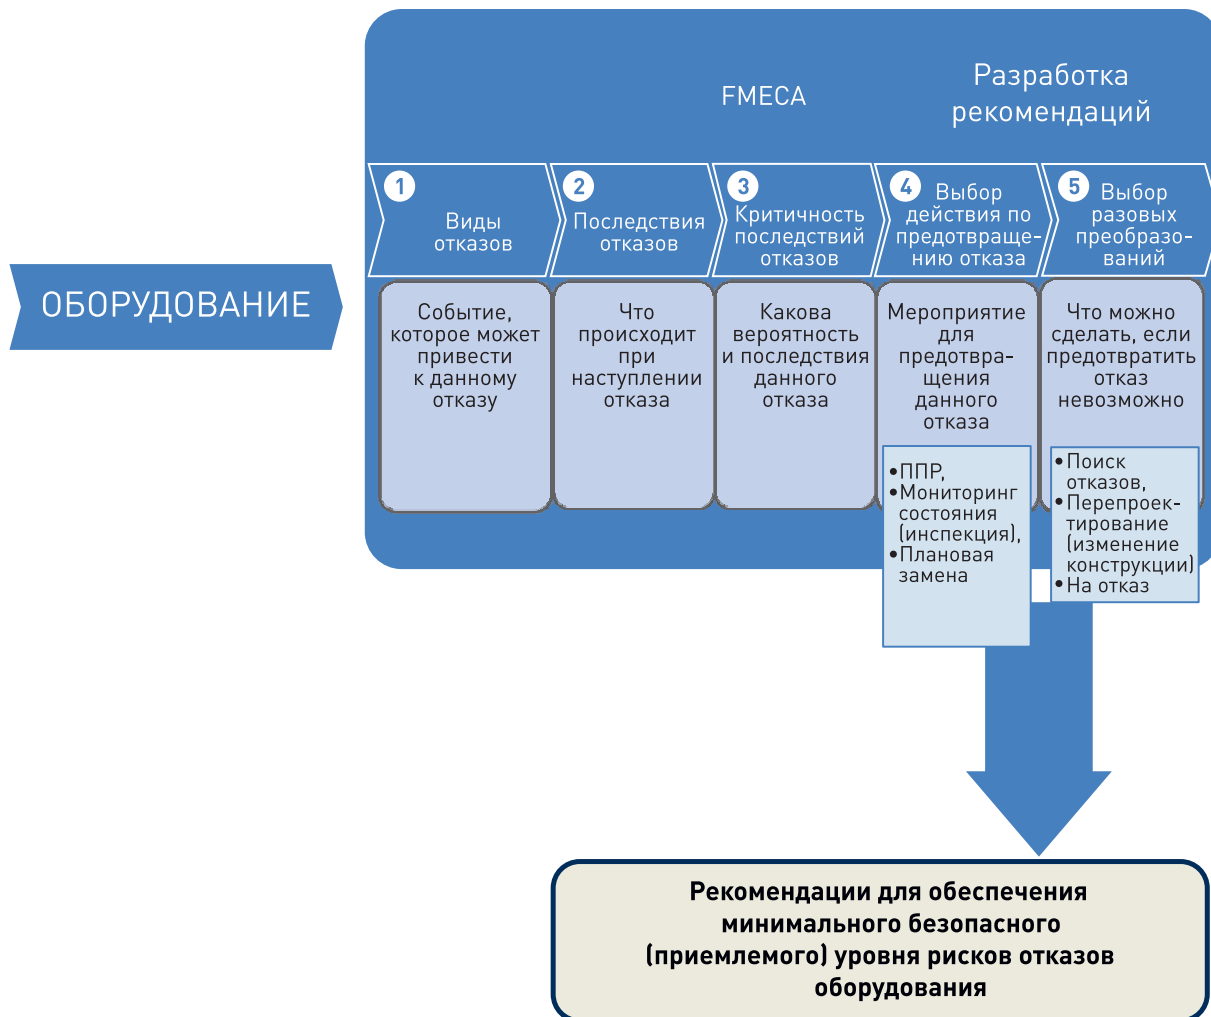 FMECA
Разработка
рекомендаций
1
Виды
отказов
2
Последствия
отказов
3
Критичность
последствий
отказов
4
Выбор
действия по
предотвраще-
нию отказа
5
Выбор
разовых
преобразо-
ваний
ОБОРУДОВАНИЕ
Событие,
которое может
привести
к данному
отказу
Что
происходит
при
наступлении
отказа
Какова
вероятность
и последствия
данного
отказа
Мероприятие
для
предотвра-
щения
данного
отказа
•ППР,
•Мониторинг
состояния
(инспекция),
•Плановая
замена
Что можно
сделать, если
предотвратить
отказ
невозможно
•Поиск
отказов,
•Перепроек-
тирование
(изменение
конструкции)
•На отказ
Рекомендации для обеспечения
минимального безопасного
(приемлемого) уровня рисков отказов
оборудования